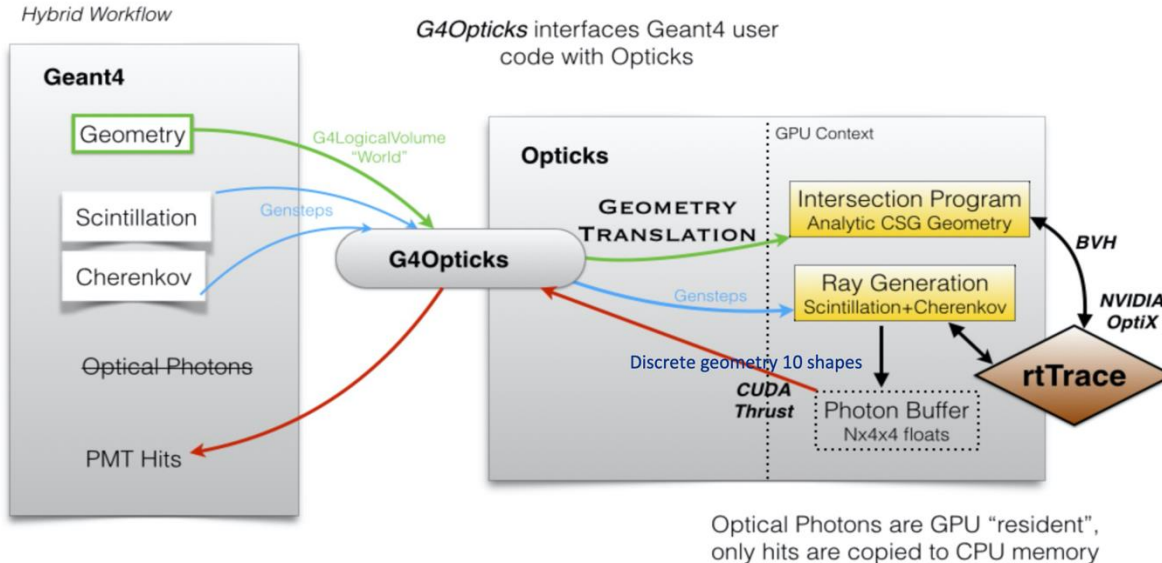 Hybrid Workflow
G4Opticks interfaces Geant4 user
code with Opticks
Geant4
Geometry
G4LogicalVolume
"World"
Scintillation
Gensteps
Cherenkov
Optical Photons
PMT Hits
G4Opticks
Opticks
GPU Context
GEOMETRY
TRANSLATION
Intersection Program
Analytic CSG Geometry
BVH
Gensteps
Ray Generation
Scintillation+Cherenkov
NVIDIA
OptiX
rtTrace
Discrete geometry 10 shapes
CUDA
Thrust
Photon Buffer
Nx4x4 floats
Optical Photons are GPU "resident",
only hits are copied to CPU memory